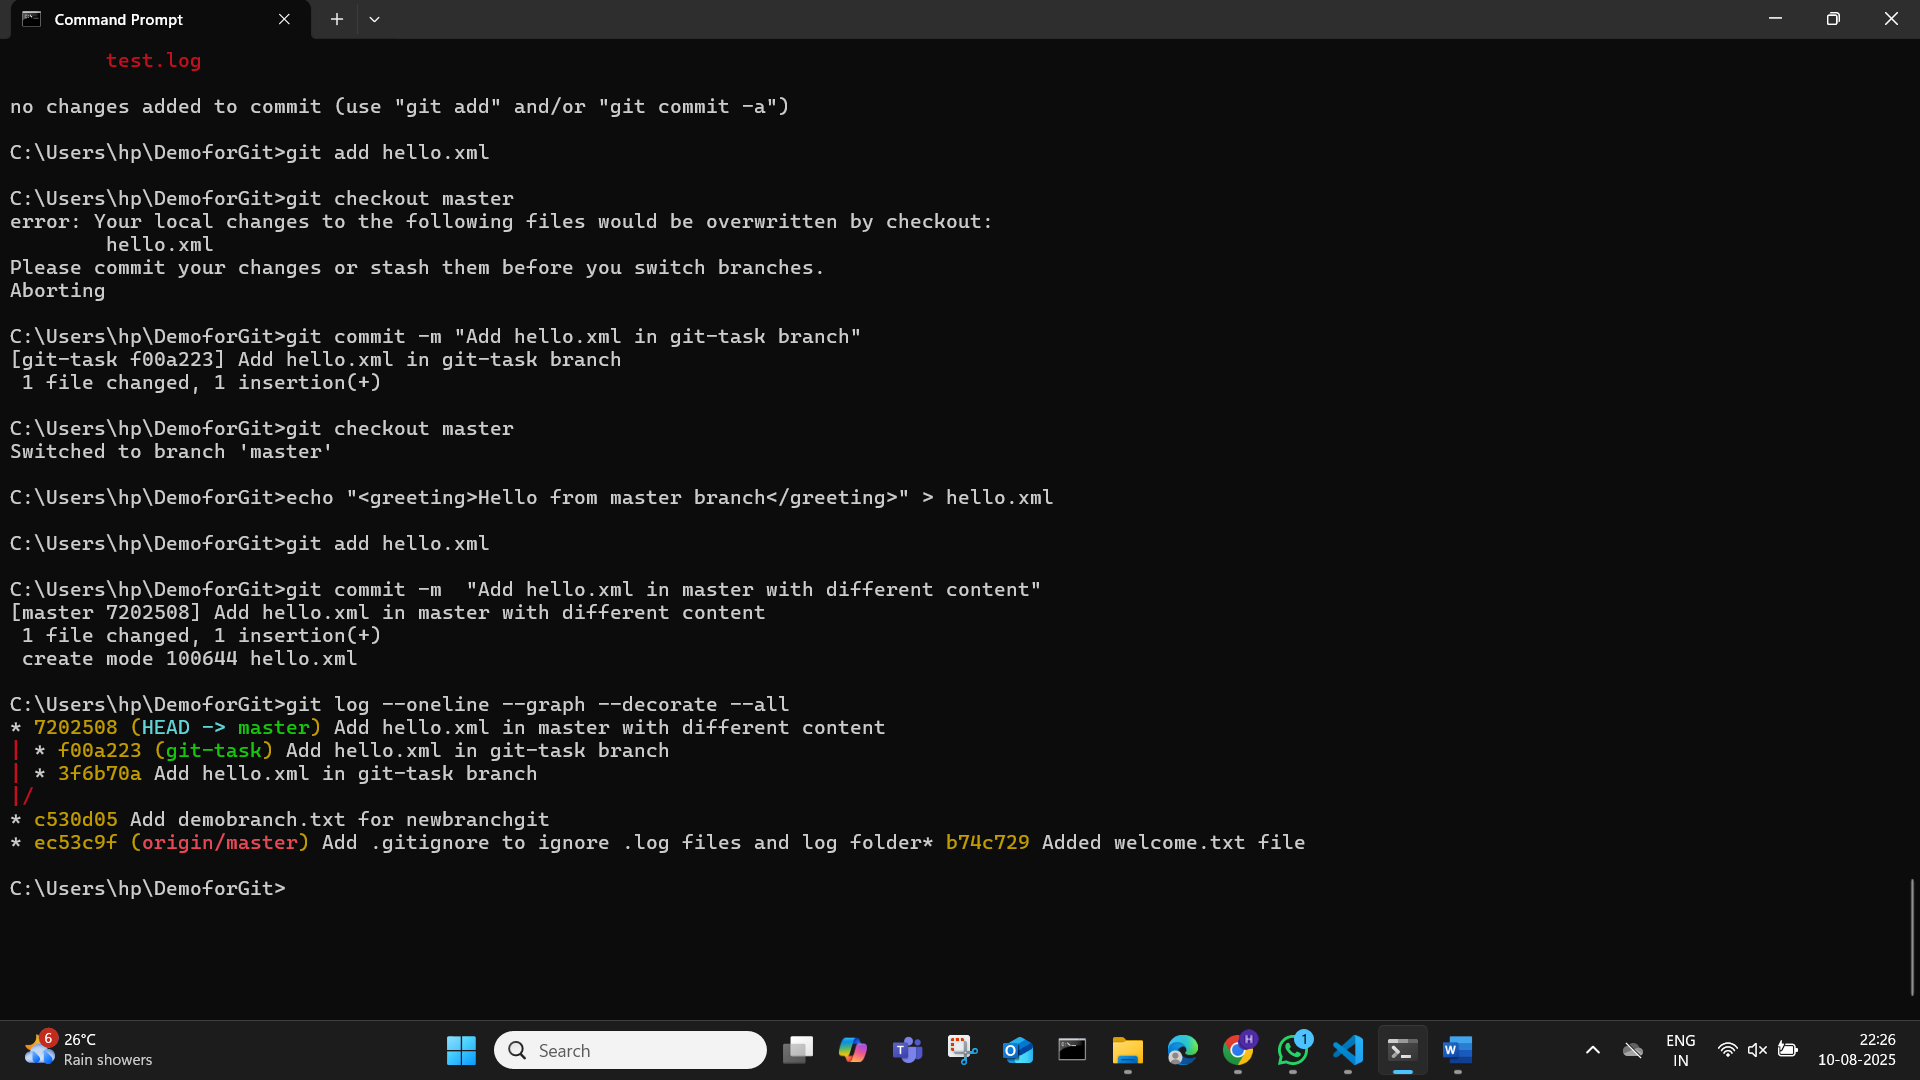 Command Prompt
test.log
no changes added to commit (use "git add" and/or "git commit -a")
C:\Users\hp\DemoforGit>git add hello.xml
C:\Users\hp\DemoforGit>git checkout master
error: Your local changes to the following files would be overwritten by checkout:
hello.xml
Please commit your changes or stash them before you switch branches.
Aborting
C:\Users\hp\DemoforGit>git commit -m "Add hello.xml in git-task branch"
[git-task f00a223] Add hello.xml in git-task branch
1 file changed, 1 insertion(+)
C:\Users\hp\DemoforGit>git checkout master
Switched to branch 'master'
C:\Users\hp\DemoforGit>echo "<greeting>Hello from master branch</greeting>" > hello.xml
C:\Users\hp\DemoforGit>git add hello.xml
C:\Users\hp\DemoforGit>git commit -m  "Add hello.xml in master with different content"
[master 7202508] Add hello.xml in master with different content
1 file changed, 1 insertion(+)
create mode 100644 hello.xml
C:\Users\hp\DemoforGit>git log --oneline --graph --decorate --all
* 7202508 (HEAD -> master) Add hello.xml in master with different content
| * f00a223 (git-task) Add hello.xml in git-task branch
| * 3f6b70a Add hello.xml in git-task branch
|/
* c530d05 Add demobranch.txt for newbranchgit
* ec53c9f (origin/master) Add .gitignore to ignore .log files and log folder* b74c729 Added welcome.txt file
C:\Users\hp\DemoforGit>
6
26°C
Rain showers
Search
H
1
ENG
IN
22:26
10-08-2025